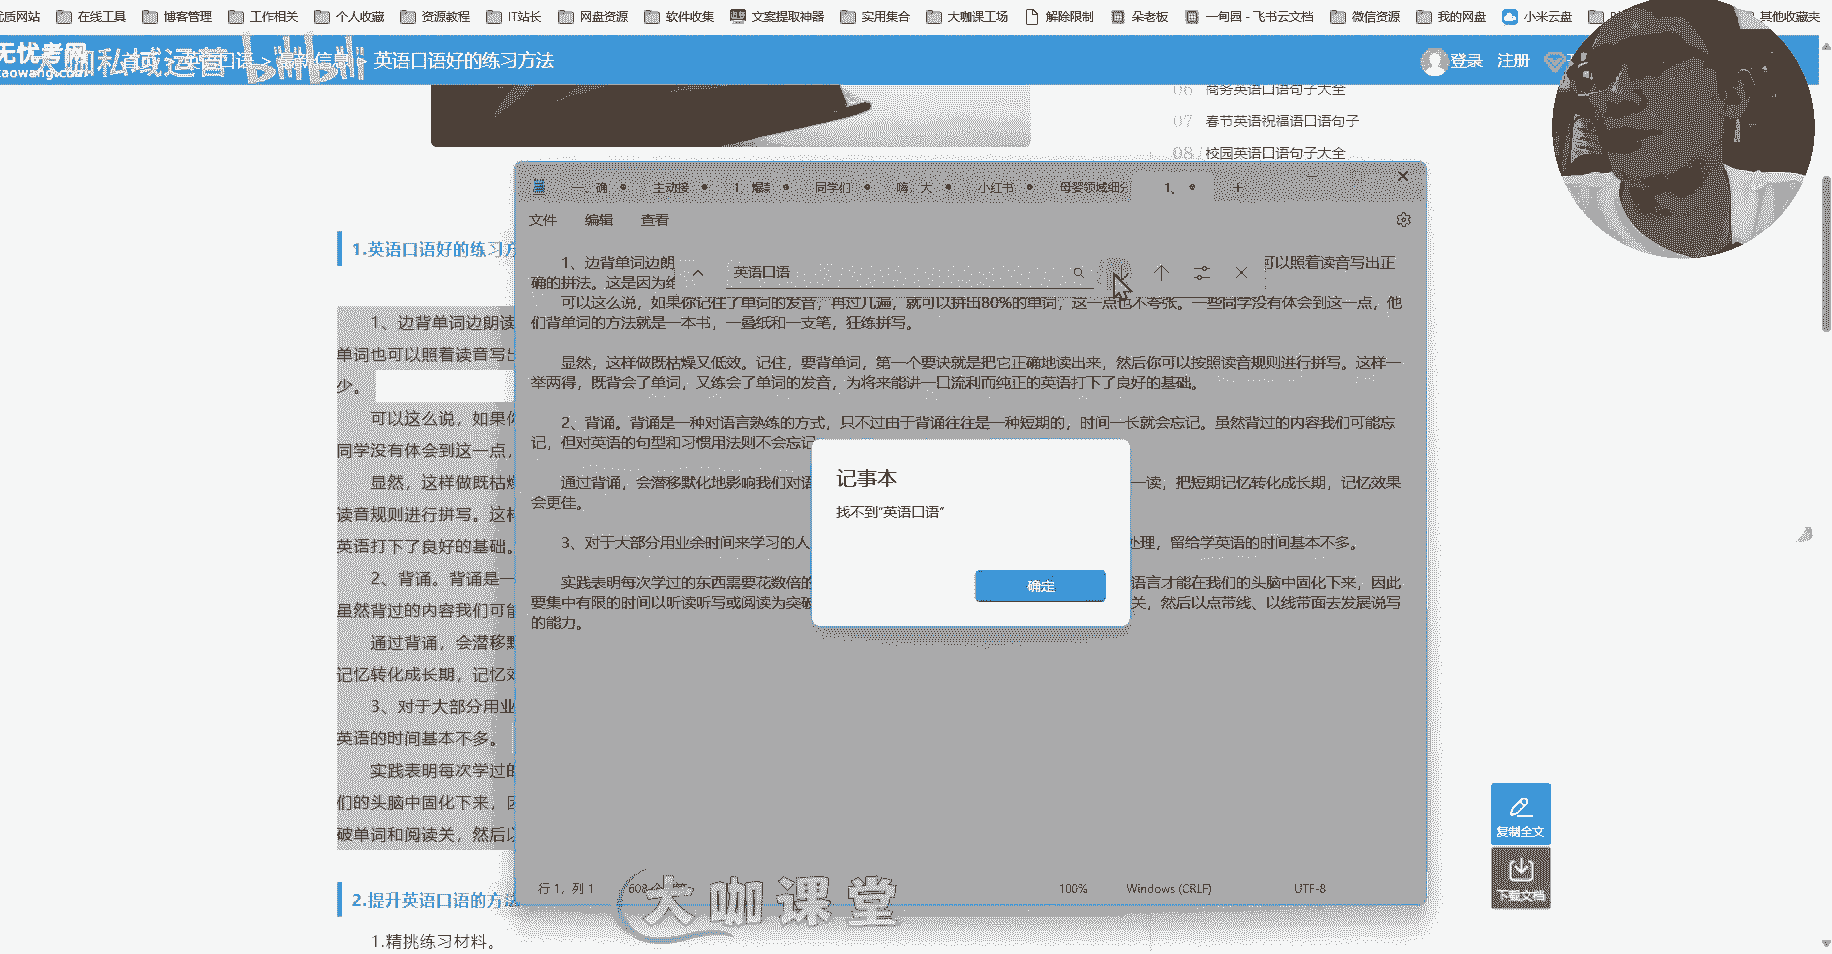 优质网站 在线工具 博客管理 工作相关 个人收藏 资源教程 IT站长 网盘资源 软件收集 文案提取神器 实用集合 大咖课工场 解除限制 朵老板 一甸园 - 飞书云文档 微信资源 我的网盘 小米云盘 其他收藏夹
无忧考网 英语口语好的练习方法 登录 注册
大咖私域运营 bilibili
06 商务英语口语句子大全
07 春节英语祝福语口语句子
08 校园英语口语句子大全
1.英语口语好的练习方
1、边背单词边朗读
单词也可以照着读音写出
少。
可以这么说，如果你
同学没有体会到这一点，
显然，这样做既枯燥
读音规则进行拼写。这样
英语打下了良好的基础。
2、背诵。背诵是一
虽然背过的内容我们可能
通过背诵，会潜移默
记忆转化成长期，记忆效
3、对于大部分用业
英语的时间基本不多。
实践表明每次学过的
们的头脑中固化下来，因
破单词和阅读关，然后以
2.提升英语口语的方法
1.精挑练习材料。
一、确 主动接 1、爆款 同学们 嗨，大 小红书 母婴领域细分 1、 +
文件 编辑 查看
1、边背单词边朗 可以照着读音写出正
英语口语
确的拼法。这是因为绝
可以这么说，如果你记住了单词的发音，再过几遍，就可以拼出80%的单词，这一点也不夸张。一些同学没有体会到这一点，他
们背单词的方法就是一本书，一叠纸和一支笔，狂练拼写。
显然，这样做既枯燥又低效。记住，要背单词，第一个要诀就是把它正确地读出来，然后你可以按照读音规则进行拼写。这样一
举两得，既背会了单词，又练会了单词的发音，为将来能讲一口流利而纯正的英语打下了良好的基础。
2、背诵。背诵是一种对语言熟练的方式，只不过由于背诵往往是一种短期的，时间一长就会忘记。虽然背过的内容我们可能忘
记，但对英语的句型和习惯用法则不会忘记
通过背诵，会潜移默化地影响我们对语 一读，把短期记忆转化成长期，记忆效果
会更佳。
3、对于大部分用业余时间来学习的人 处理，留给学英语的时间基本不多。
实践表明每次学过的东西需要花数倍的 语言才能在我们的头脑中固化下来，因此
要集中有限的时间以听读听写或阅读为突破 关，然后以点带线、以线带面去发展说写
的能力。
记事本
找不到"英语口语"
确定
行 1，列 1 100% Windows (CRLF) UTF-8
大咖课堂
复制全文
下载文档